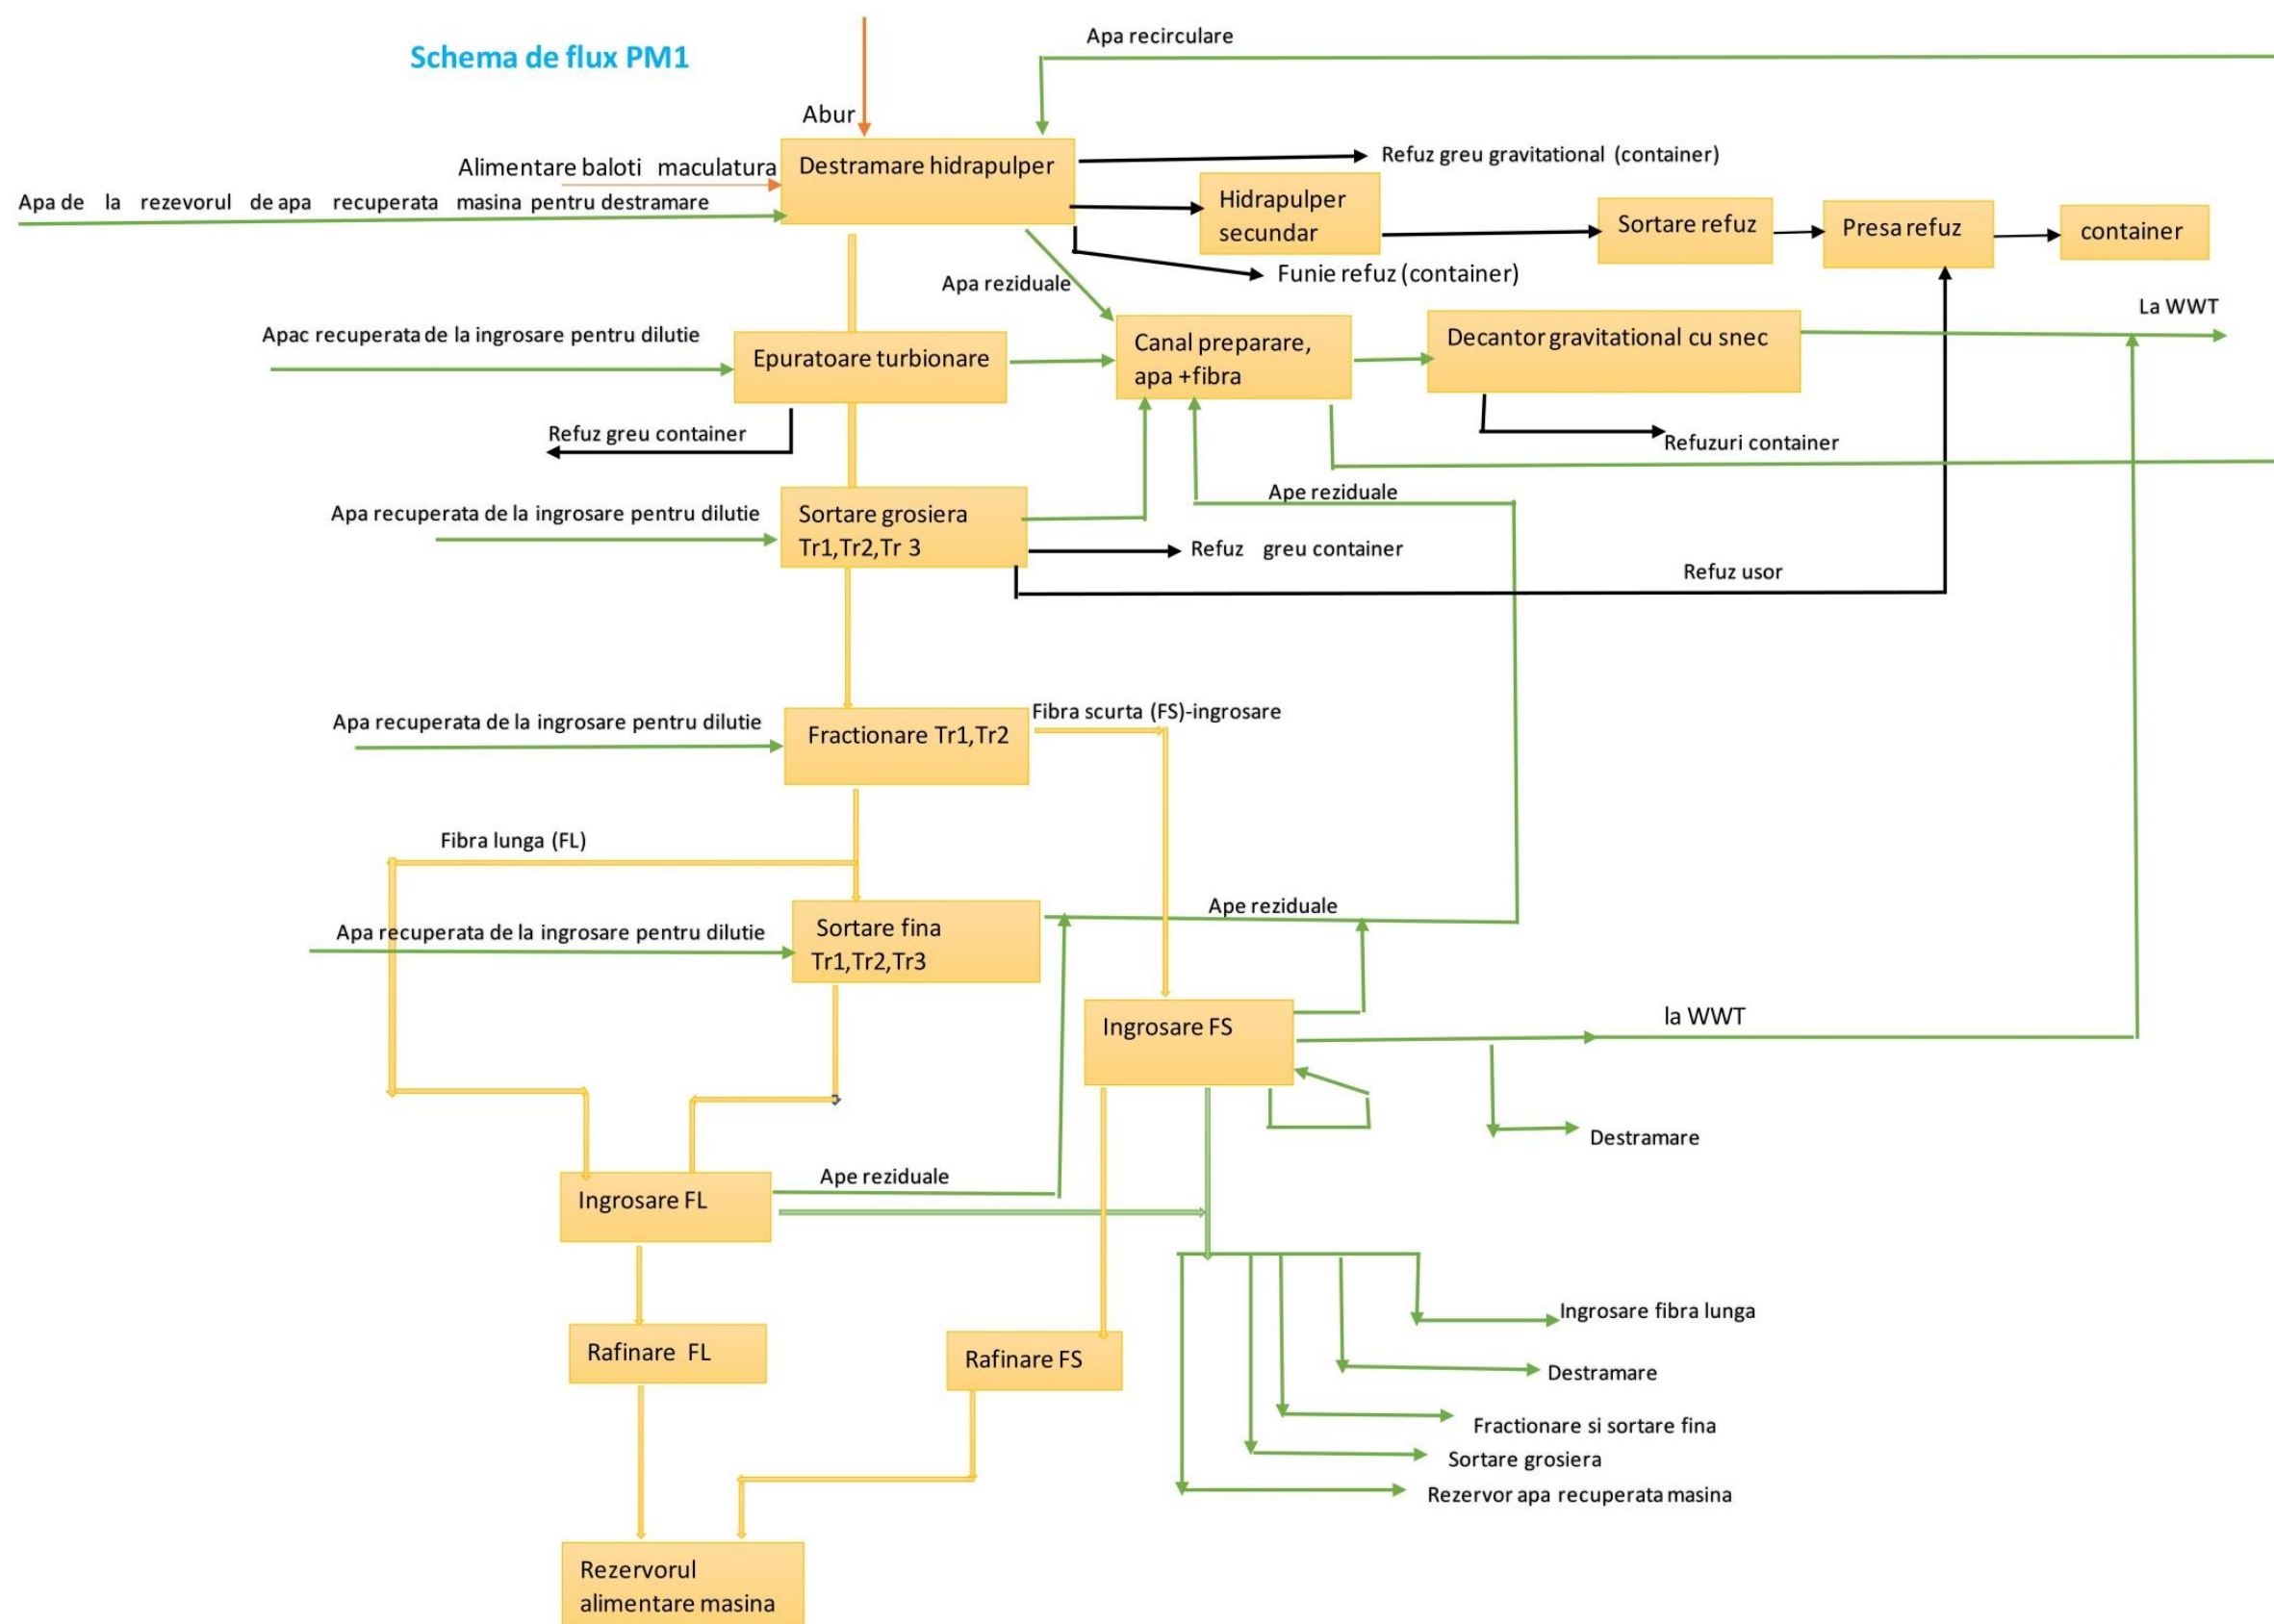 Schema de flux PM1
Apa recirculare
Abur
Alimentare baloti maculatura
Destramare hidrapulper
Refuz greu gravitational (container)
Apa de la rezevorul de apa recuperata masina pentru destramare
Hidrapulper
secundar
Sortare refuz
Presa refuz
container
Funie refuz (container)
Apa reziduale
La WWT
Apac recuperata de la ingrosare pentru dilutie
Epuratoare turbionare
Canal preparare,
apa +fibra
Decantor gravitational cu snec
Refuz greu container
Refuzuri container
Ape reziduale
Apa recuperata de la ingrosare pentru dilutie
Sortare grosiera
Tr1,Tr2,Tr 3
Refuz greu container
Refuz usor
Apa recuperata de la ingrosare pentru dilutie
Fractionare Tr1,Tr2
Fibra scurta (FS)-ingrosare
Fibra lunga (FL)
Ape reziduale
Apa recuperata de la ingrosare pentru dilutie
Sortare fina
Tr1,Tr2,Tr3
Ingrosare FS
la WWT
Destramare
Ape reziduale
Ingrosare FL
Ingrosare fibra lunga
Rafinare FL
Rafinare FS
Destramare
Fractionare si sortare fina
Sortare grosiera
Rezervor apa recuperata masina
Rezervorul
alimentare masina